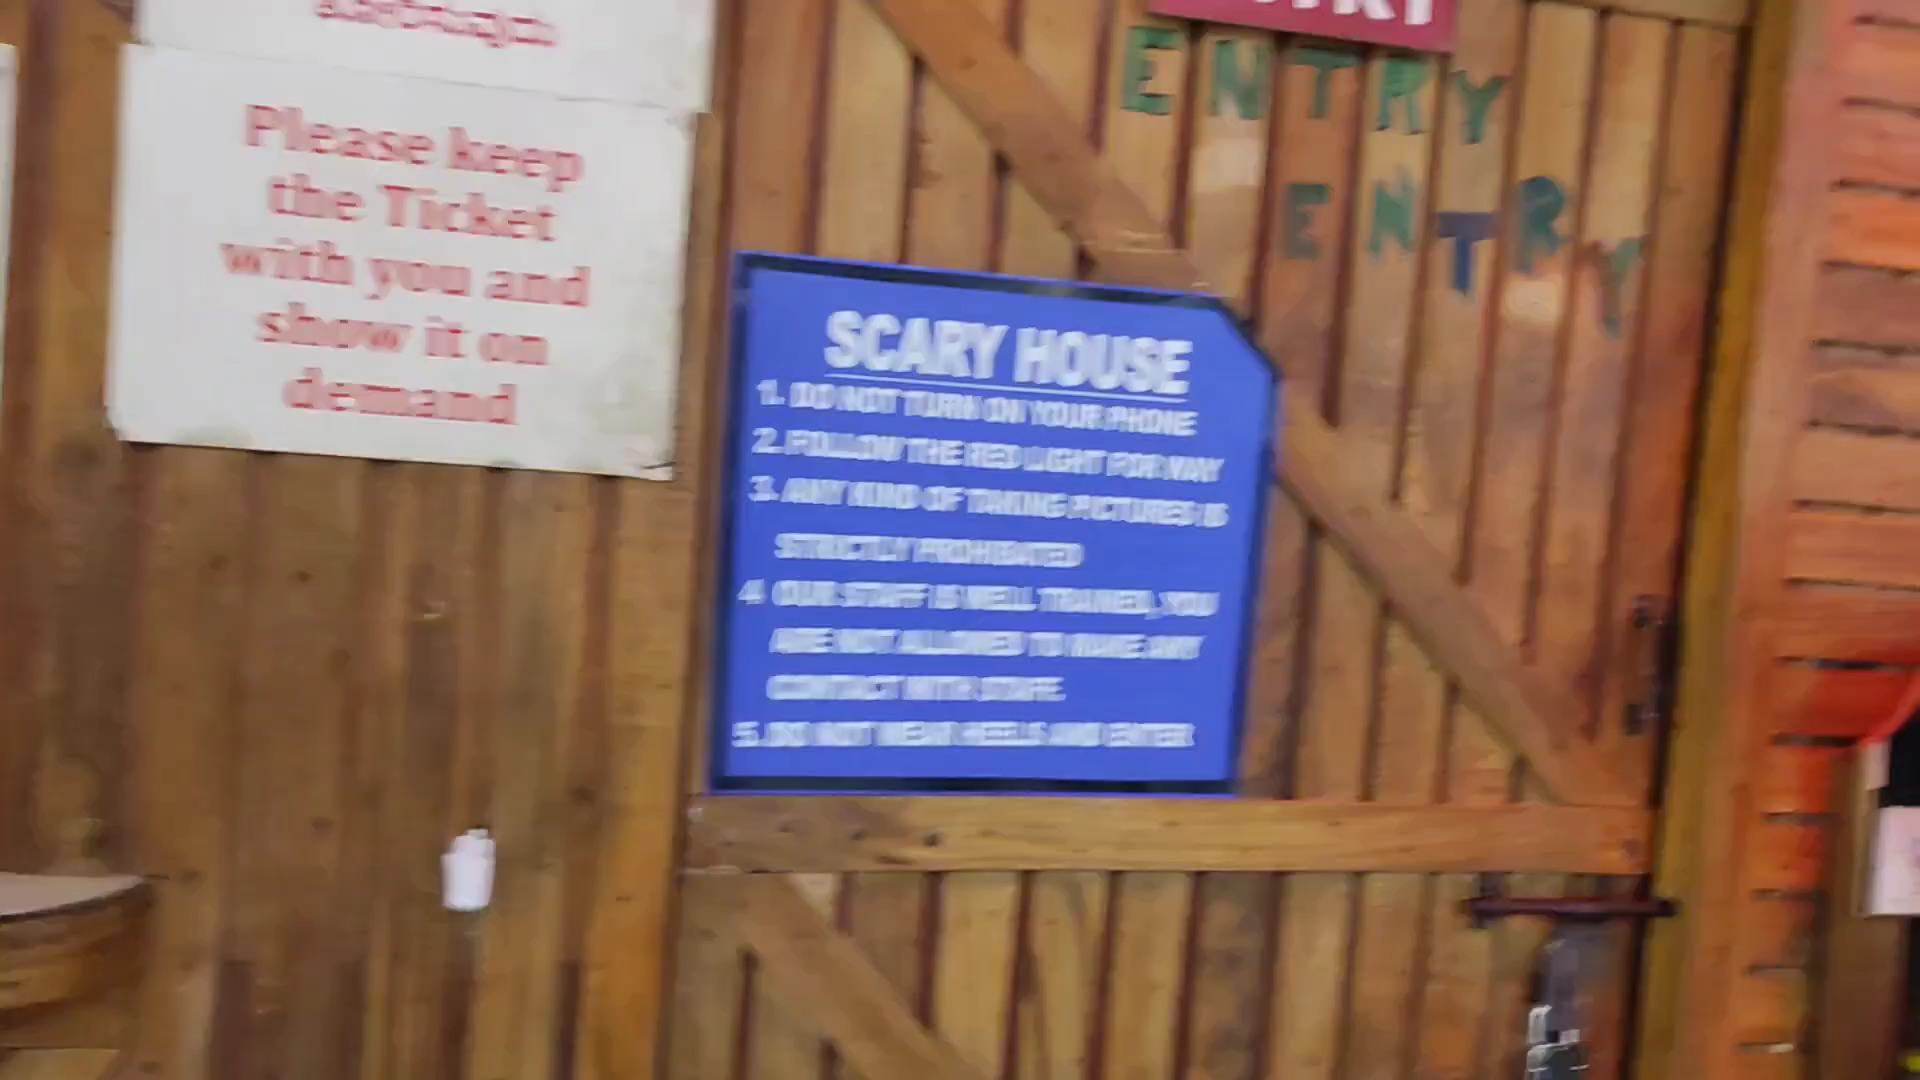 Please keep
the Ticket
with you and
show it on
demand
ENTRY
ENTRY
SCARY HOUSE
1. DO NOT TURN ON YOUR PHONE
2. FOLLOW THE RED LIGHT FOR WAY
3. ANY KIND OF TAKING PICTURES IS
STRICTLY PROHIBATED
4 OUR STAFF IS WELL TRAINED, YOU
ARE NOT ALLOWED TO MAKE ANY
CONTACT WITH STAFF.
5. DO NOT WEAR HEELS AND ENTER